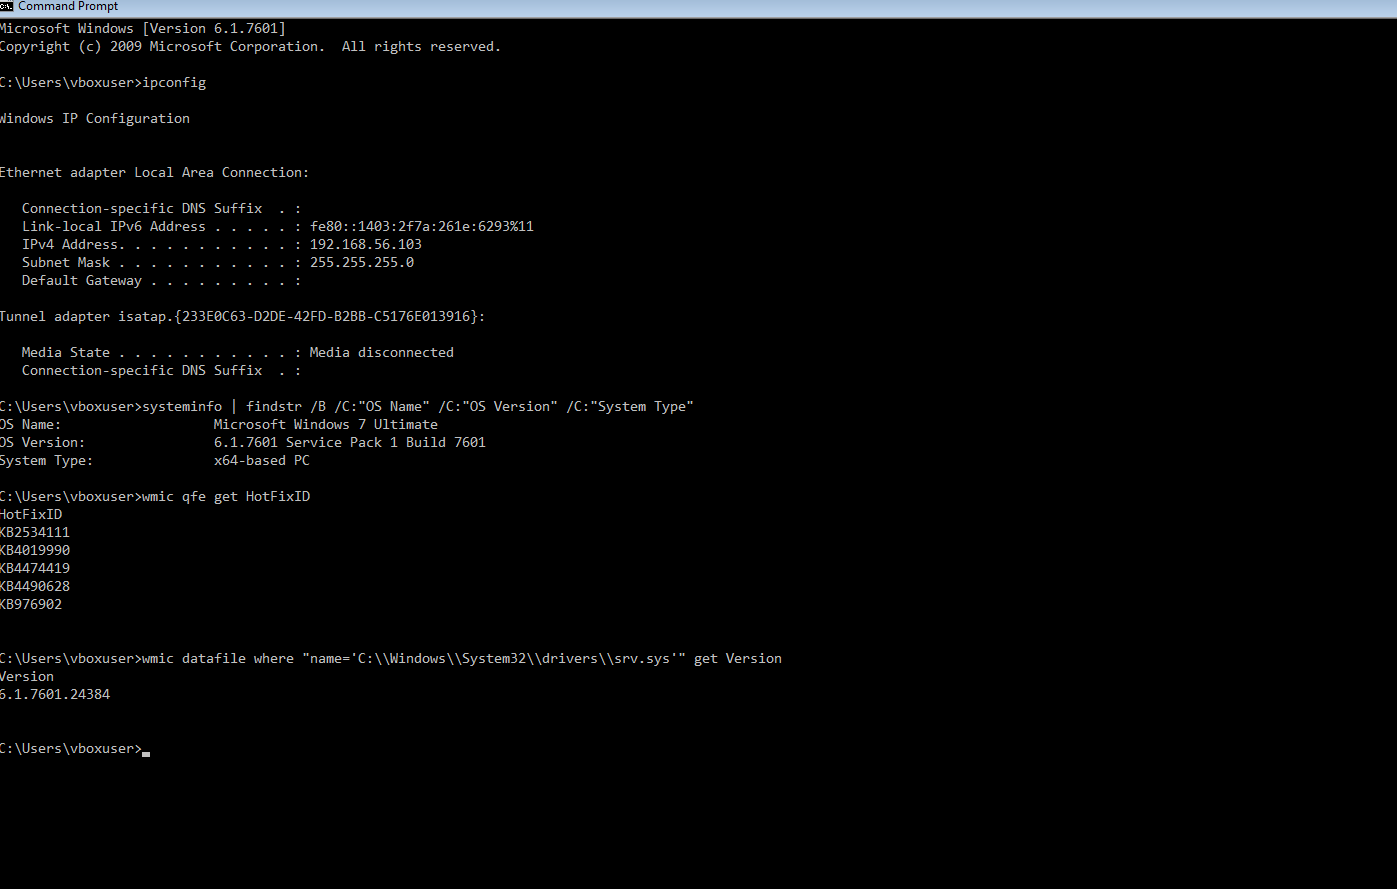 Command Prompt
Microsoft Windows [Version 6.1.7601]
Copyright (c) 2009 Microsoft Corporation.  All rights reserved.
C:\Users\vboxuser>ipconfig
Windows IP Configuration
Ethernet adapter Local Area Connection:
   Connection-specific DNS Suffix  . :
   Link-local IPv6 Address . . . . . : fe80::1403:2f7a:261e:6293%11
   IPv4 Address. . . . . . . . . . . : 192.168.56.103
   Subnet Mask . . . . . . . . . . . : 255.255.255.0
   Default Gateway . . . . . . . . . :
Tunnel adapter isatap.{233E0C63-D2DE-42FD-B2BB-C5176E013916}:
   Media State . . . . . . . . . . . : Media disconnected
   Connection-specific DNS Suffix  . :
C:\Users\vboxuser>systeminfo | findstr /B /C:"OS Name" /C:"OS Version" /C:"System Type"
OS Name:                   Microsoft Windows 7 Ultimate
OS Version:                6.1.7601 Service Pack 1 Build 7601
System Type:               x64-based PC
C:\Users\vboxuser>wmic qfe get HotFixID
HotFixID
KB2534111
KB4019990
KB4474419
KB4490628
KB976902
C:\Users\vboxuser>wmic datafile where "name='C:\\Windows\\System32\\drivers\\srv.sys'" get Version
Version
6.1.7601.24384
C:\Users\vboxuser>